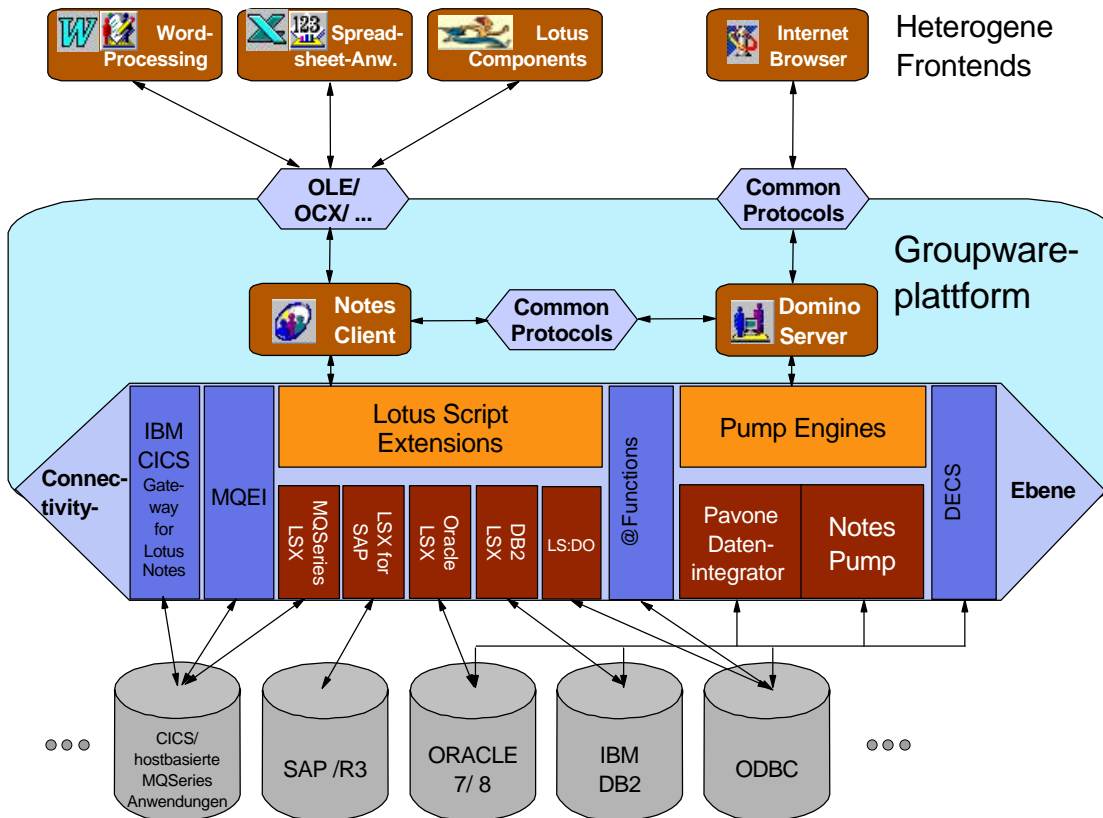 Word-
Processing
Spread-
sheet-Anw.
Lotus
Components
Internet
Browser
Heterogene
Frontends
OLE/
OCX/ ...
Common
Protocols
Groupware-
plattform
Notes
Client
Common
Protocols
Domino
Server
Connec-
tivity-
IBM
CICS
Gate-
way
for
Lotus
Notes
MQEI
Lotus Script
Extensions
MQSeries
LSX
LSX for
SAP
Oracle
LSX
DB2
LSX
LS:DO
@Functions
Pump Engines
Pavone
Daten-
integrator
Notes
Pump
DECS
Ebene
CICS/
hostbasierte
MQSeries
Anwendungen
SAP /R3
ORACLE
7/ 8
IBM
DB2
ODBC